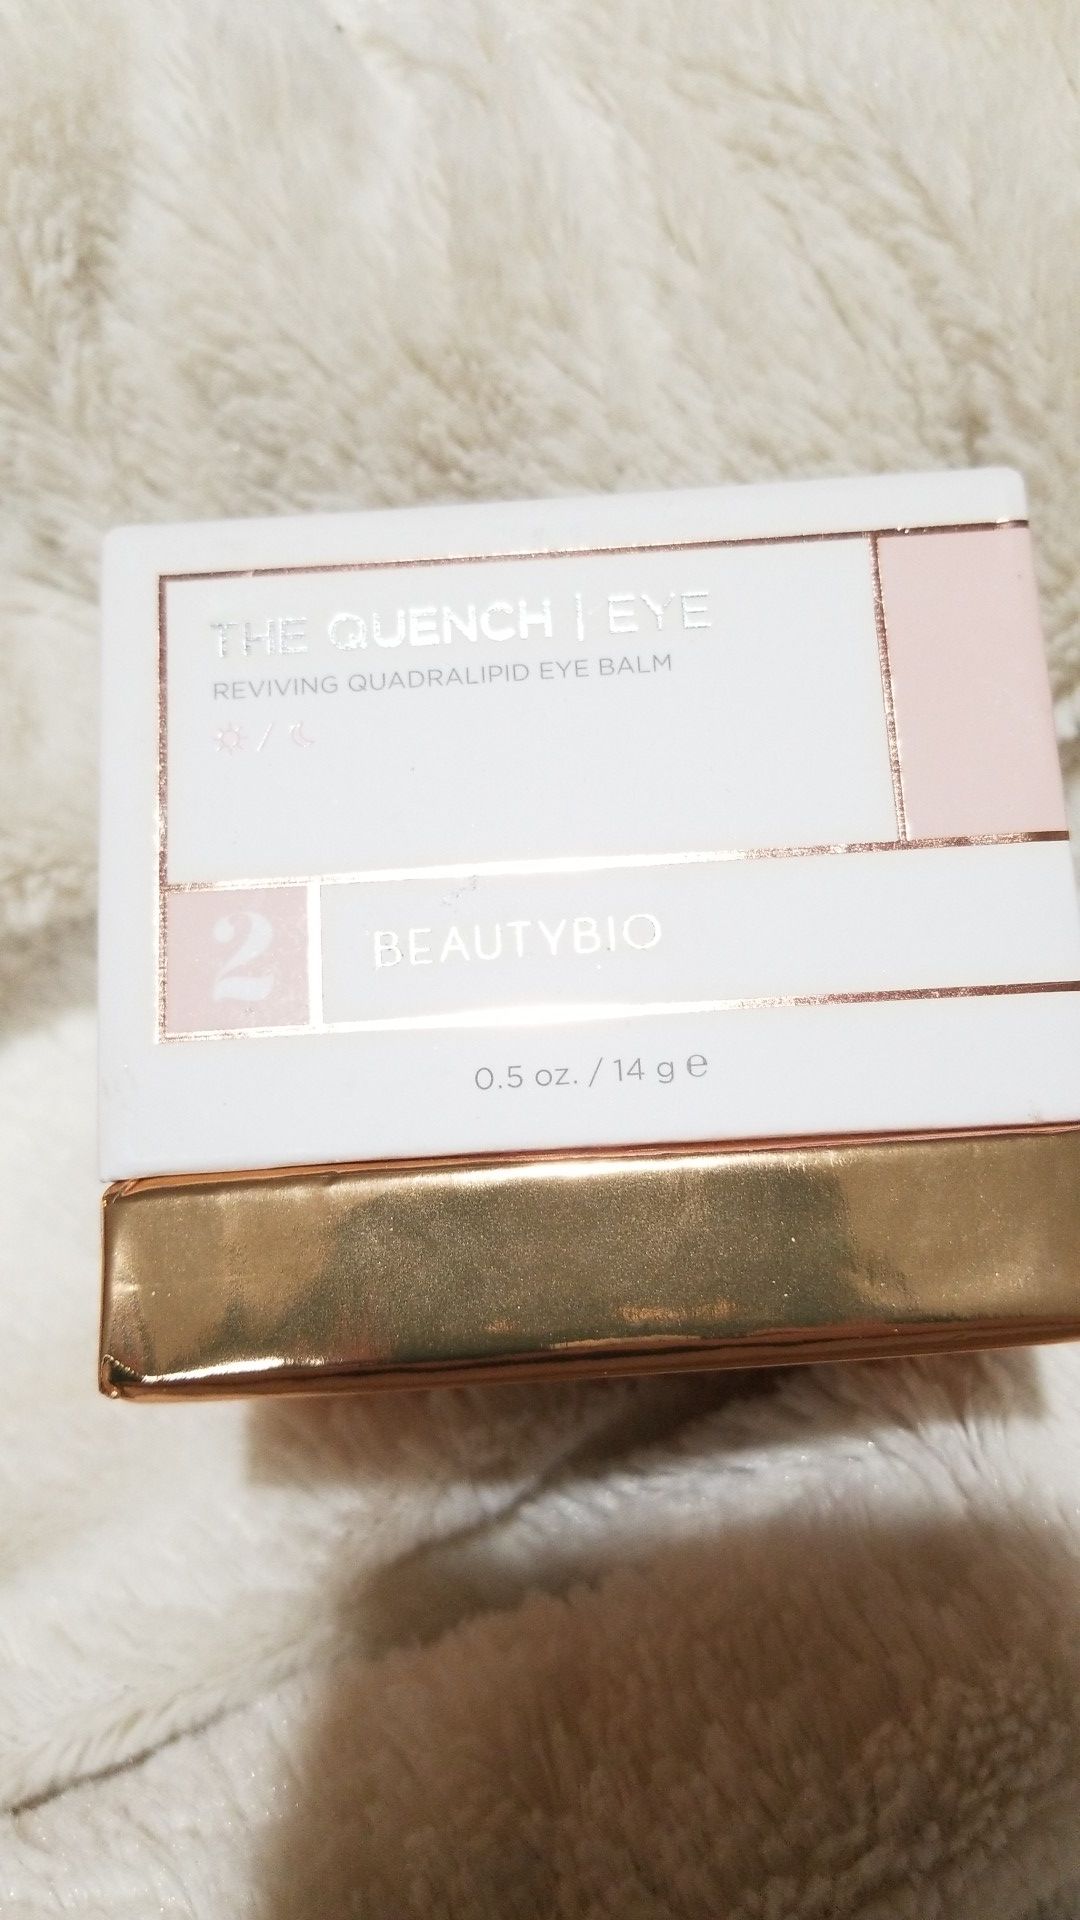 THE QUENCH | EYE
REVIVING QUADRALIPID EYE BALM
/
2
BEAUTYBIO
0.5 oz. / 14 g ℮